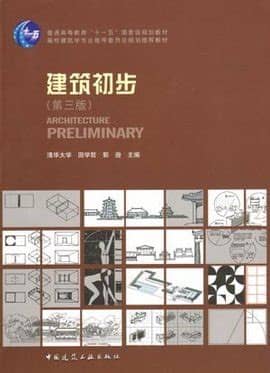 十一五
普通高等教育“十一五”国家级规划教材
高校建筑学专业指导委员会规划推荐教材
建筑初步
(第三版)
ARCHITECTURE
PRELIMINARY
清华大学 田学哲 郭逊 主编
中国建筑工业出版社